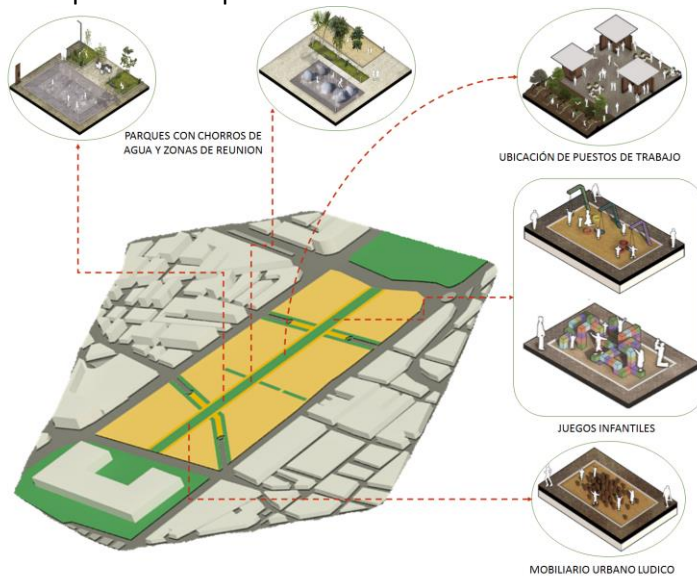 PARQUES CON CHORROS DE
AGUA Y ZONAS DE REUNION
UBICACIÓN DE PUESTOS DE TRABAJO
JUEGOS INFANTILES
MOBILIARIO URBANO LUDICO